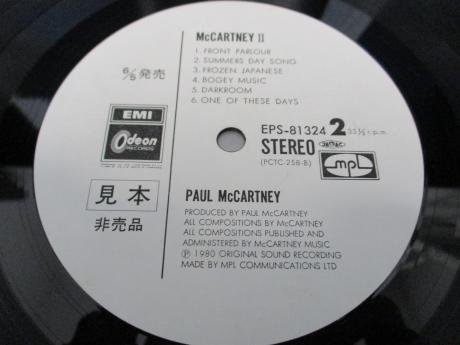 McCARTNEY II
1. FRONT PARLOUR
2. SUMMERS DAY SONG
3. FROZEN JAPANESE
4. BOGEY MUSIC
5. DARKROOM
6. ONE OF THESE DAYS
6/5 発売
EMI
Odeon
RECORDS
EPS-81324 2 33 1/3 r.p.m.
STEREO
(PCTC-258-B)
mpl
見本
非売品
PAUL McCARTNEY
PRODUCED BY PAUL McCARTNEY
ALL COMPOSITIONS BY McCARTNEY
ALL COMPOSITIONS PUBLISHED AND
ADMINISTERED BY McCARTNEY MUSIC
Ⓟ 1980 ORIGINAL SOUND RECORDING
MADE BY MPL COMMUNICATIONS LTD